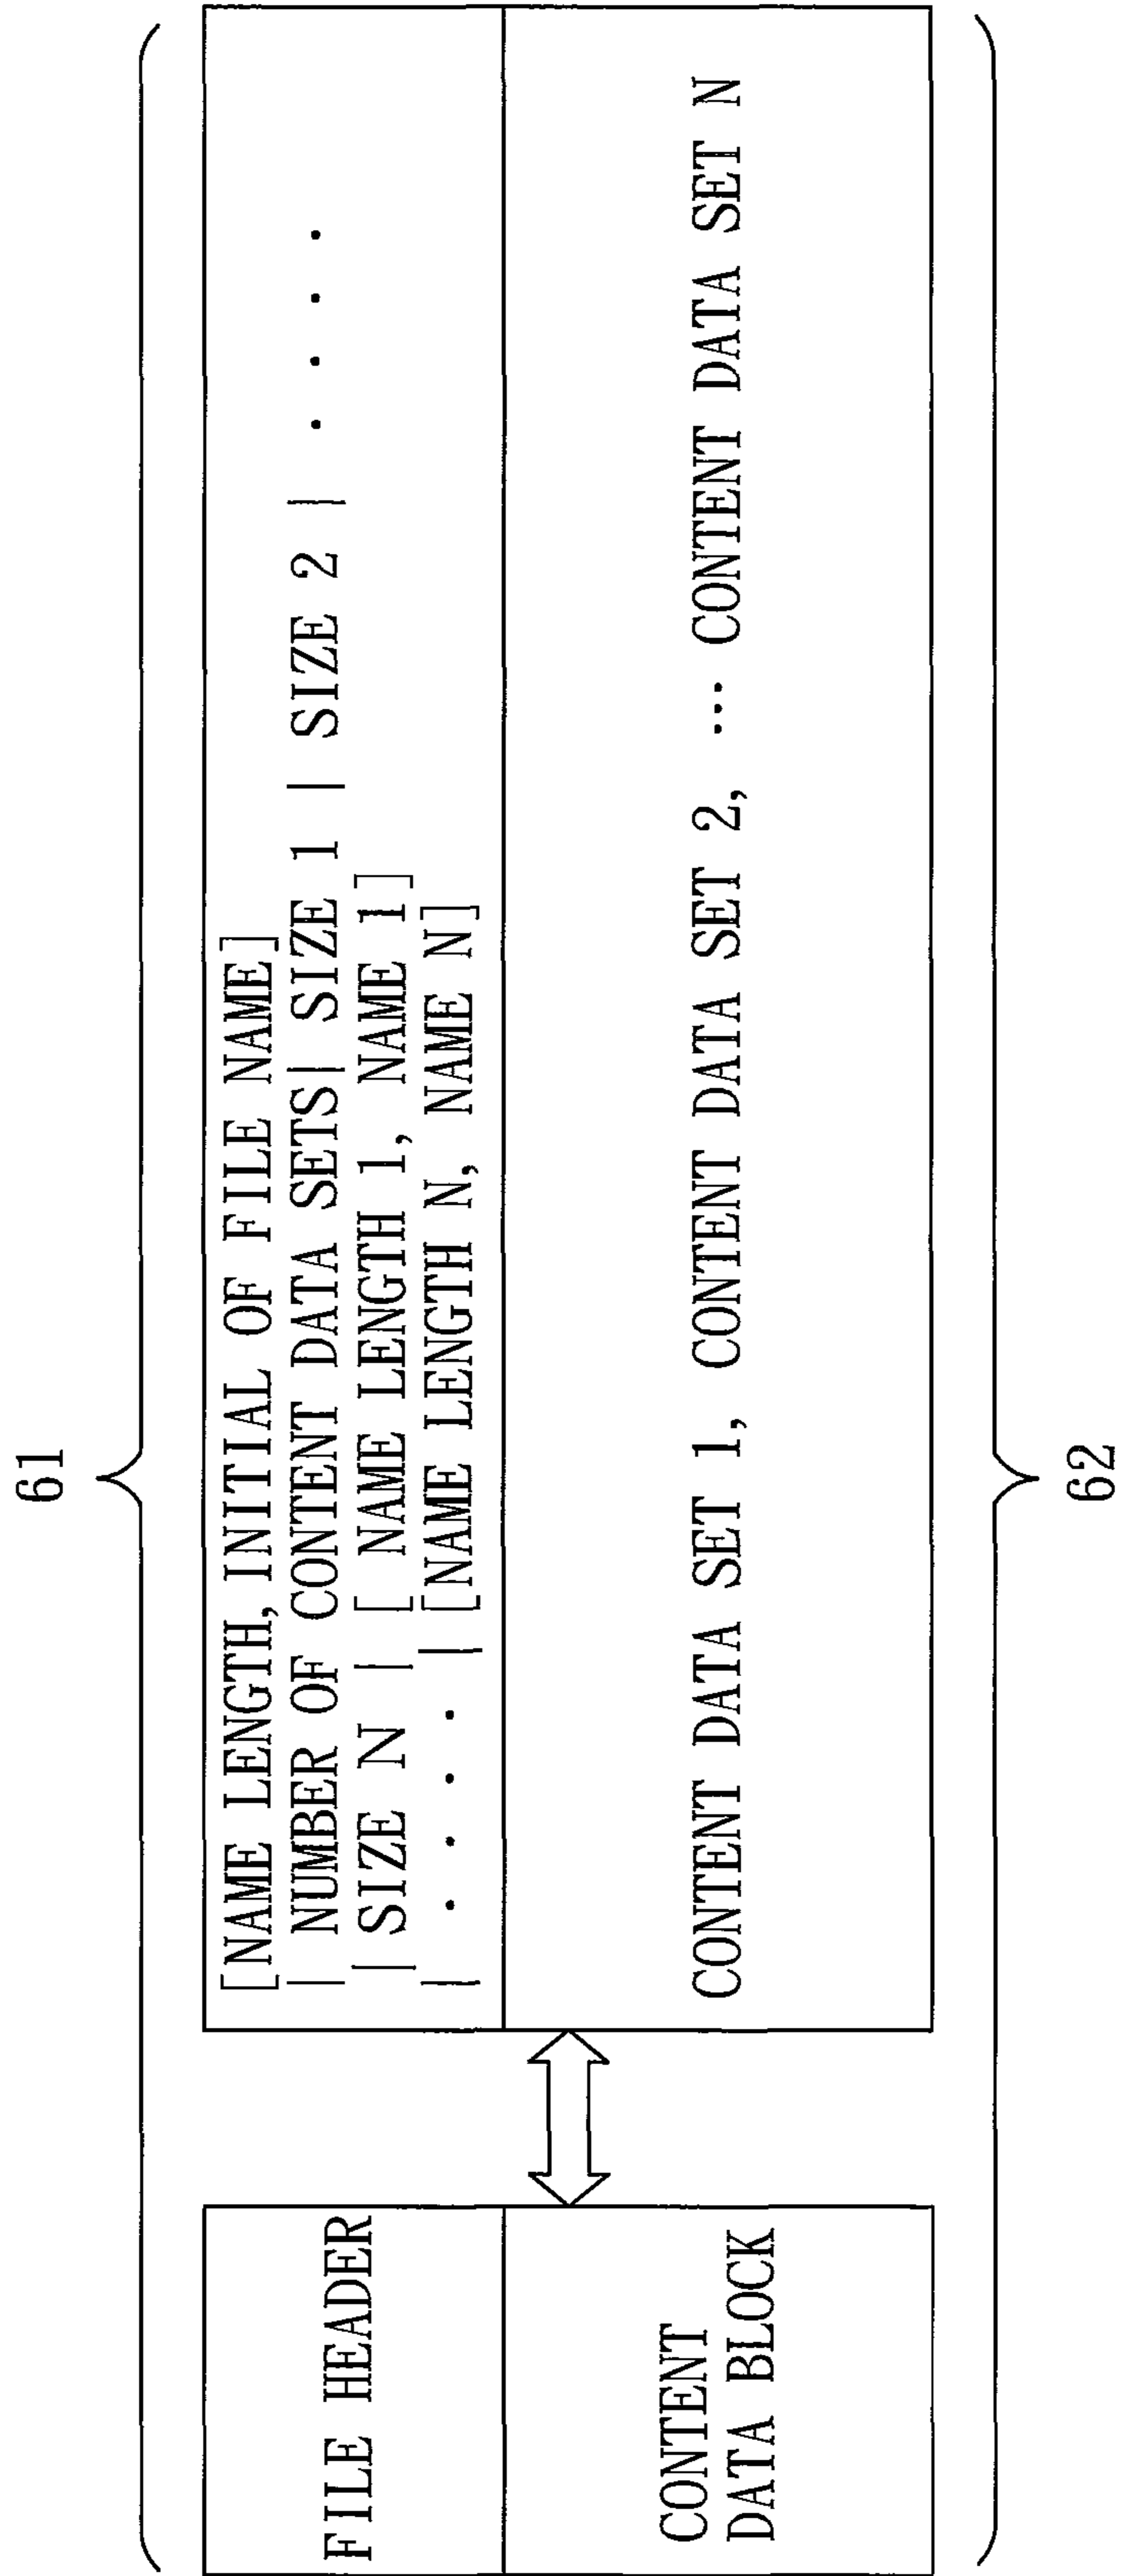 61
FILE HEADER
[NAME LENGTH, INITIAL OF FILE NAME]
| NUMBER OF CONTENT DATA SETS| SIZE 1 | SIZE 2 | . . . .
|SIZE N | [ NAME LENGTH 1, NAME 1]
| . . . . | [NAME LENGTH N, NAME N]
CONTENT
DATA BLOCK
CONTENT DATA SET 1, CONTENT DATA SET 2, ... CONTENT DATA SET N
62